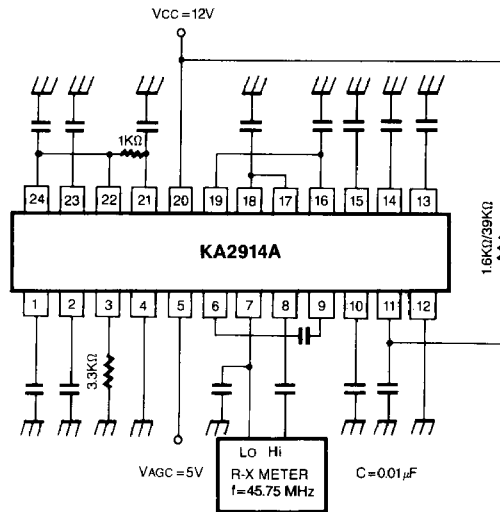 VCC=12V
1KΩ
24 23 22 21 20 19 18 17 16 15 14 13
KA2914A
1.6KΩ/39KΩ
1 2 3 4 5 6 7 8 9 10 11 12
3.3KΩ
VAGC=5V
Lo Hi
R-X METER
f=45.75 MHz
C=0.01μF